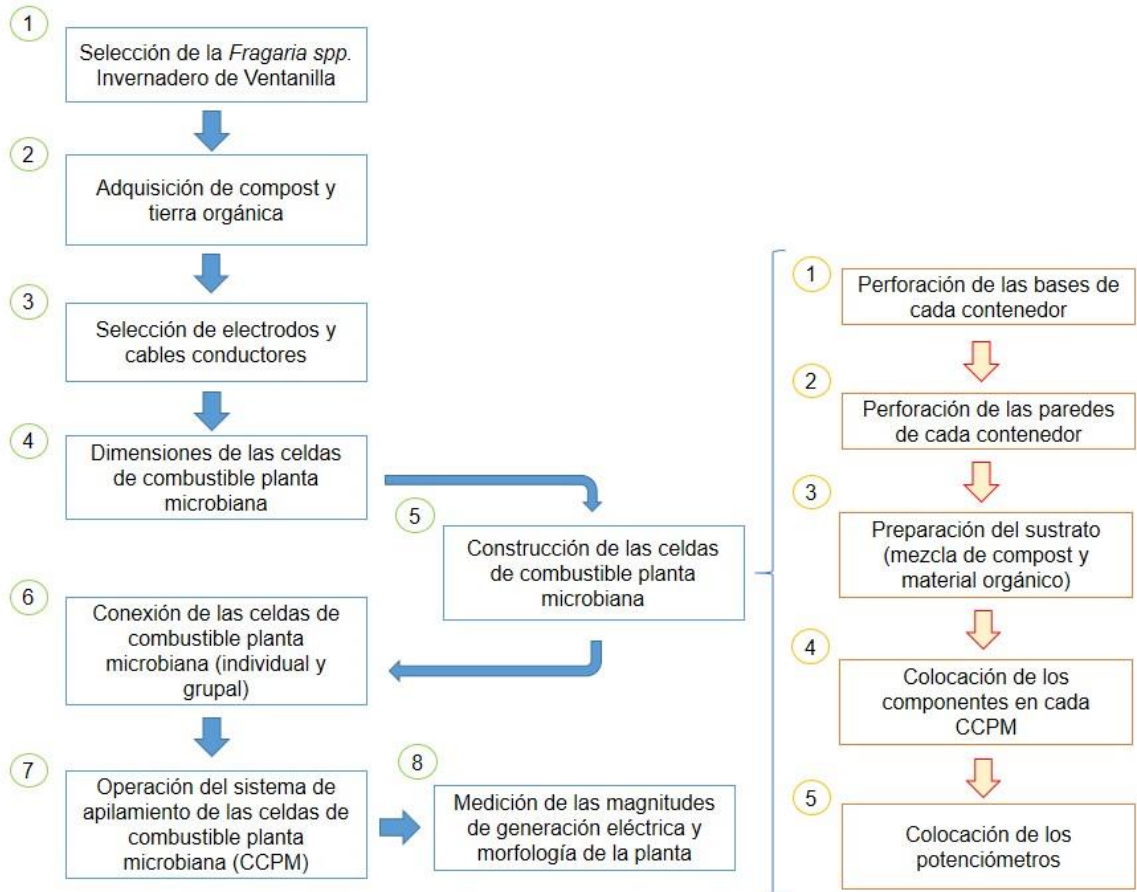 1
Selección de la Fragaria spp.
Invernadero de Ventanilla
2
Adquisición de compost y
tierra orgánica
3
Selección de electrodos y
cables conductores
4
Dimensiones de las celdas
de combustible planta
microbiana
5
Construcción de las celdas
de combustible planta
microbiana
6
Conexión de las celdas de
combustible planta
microbiana (individual y
grupal)
7
Operación del sistema de
apilamiento de las celdas de
combustible planta
microbiana (CCPM)
8
Medición de las magnitudes
de generación eléctrica y
morfología de la planta
1
Perforación de las bases de
cada contenedor
2
Perforación de las paredes
de cada contenedor
3
Preparación del sustrato
(mezcla de compost y
material orgánico)
4
Colocación de los
componentes en cada
CCPM
5
Colocación de los
potenciómetros